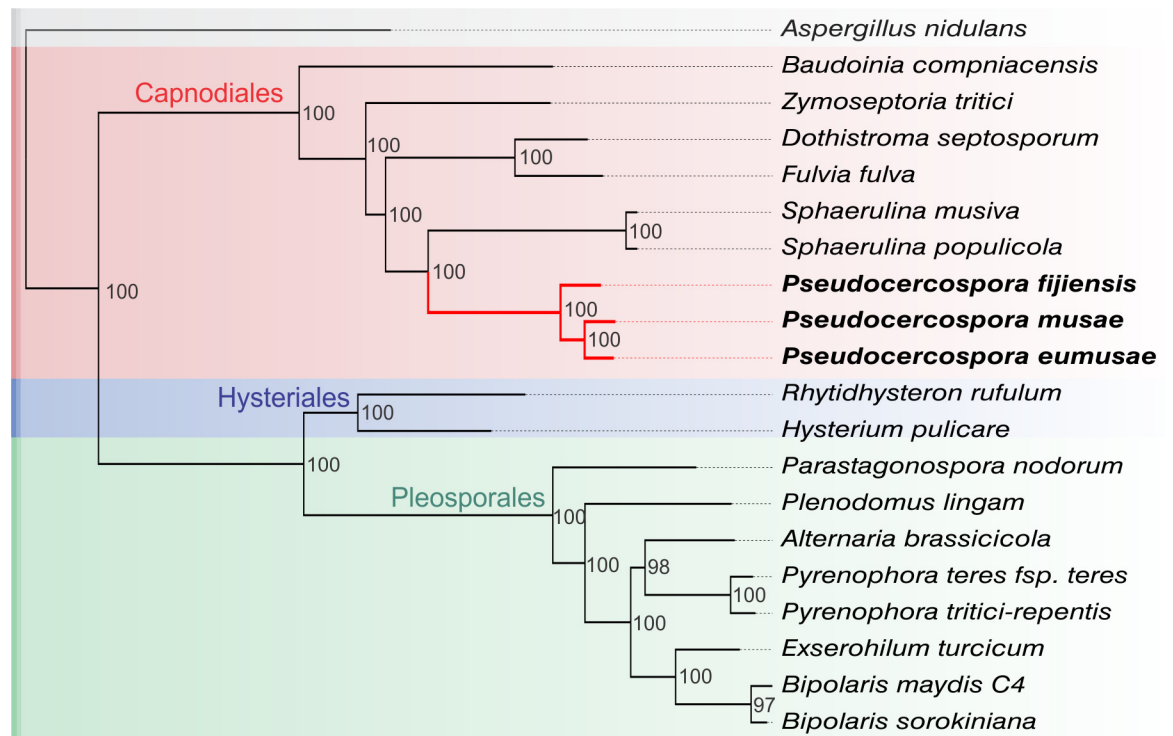 Aspergillus nidulans
Baudoinia compniacensis
Capnodiales
100
Zymoseptoria tritici
100
Dothistroma septosporum
100
Fulvia fulva
100
Sphaerulina musiva
100
Sphaerulina populicola
100
Pseudocercospora fijiensis
100
100
Pseudocercospora musae
100
Pseudocercospora eumusae
Rhytidhysteron rufulum
Hysteriales
100
Hysterium pulicare
100
Parastagonospora nodorum
Pleosporales
100
Plenodomus lingam
Alternaria brassicicola
100
98
Pyrenophora teres fsp. teres
100
Pyrenophora tritici-repentis
100
Exserohilum turcicum
100
Bipolaris maydis C4
97
Bipolaris sorokiniana